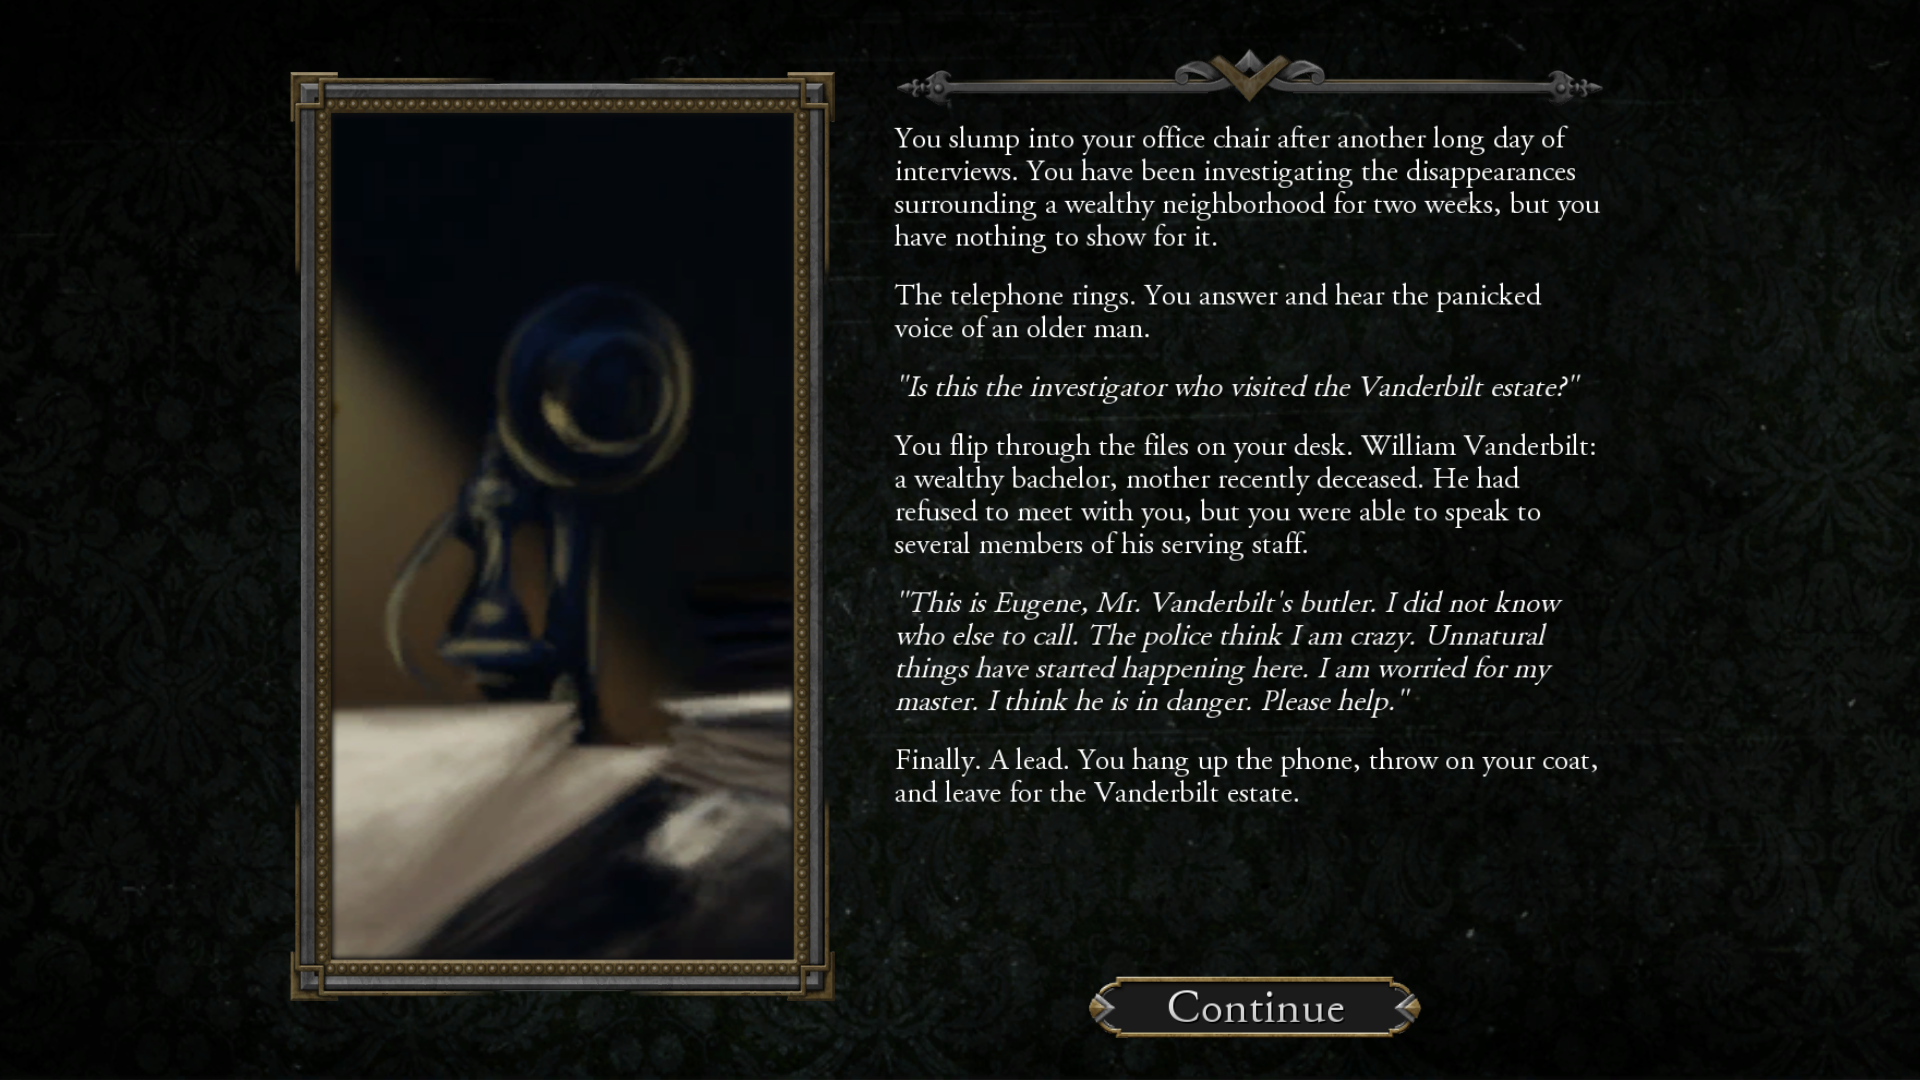 You slump into your office chair after another long day of
interviews. You have been investigating the disappearances
surrounding a wealthy neighborhood for two weeks, but you
have nothing to show for it.
The telephone rings. You answer and hear the panicked
voice of an older man.
"Is this the investigator who visited the Vanderbilt estate?"
You flip through the files on your desk. William Vanderbilt:
a wealthy bachelor, mother recently deceased. He had
refused to meet with you, but you were able to speak to
several members of his serving staff.
"This is Eugene, Mr. Vanderbilt's butler. I did not know
who else to call. The police think I am crazy. Unnatural
things have started happening here. I am worried for my
master. I think he is in danger. Please help."
Finally. A lead. You hang up the phone, throw on your coat,
and leave for the Vanderbilt estate.
Continue